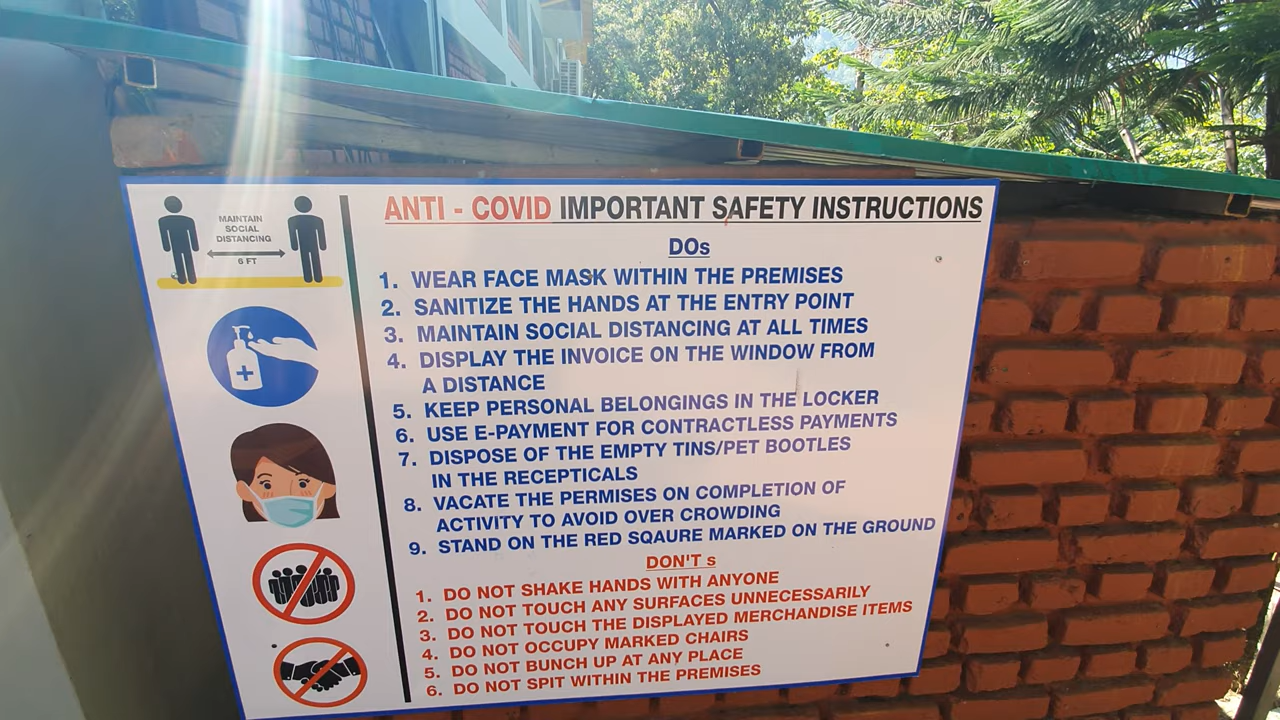 MAINTAIN
SOCIAL
DISTANCING
6 FT
ANTI - COVID IMPORTANT SAFETY INSTRUCTIONS
DOs
1. WEAR FACE MASK WITHIN THE PREMISES
2. SANITIZE THE HANDS AT THE ENTRY POINT
3. MAINTAIN SOCIAL DISTANCING AT ALL TIMES
4. DISPLAY THE INVOICE ON THE WINDOW FROM
A DISTANCE
5. KEEP PERSONAL BELONGINGS IN THE LOCKER
6. USE E-PAYMENT FOR CONTRACTLESS PAYMENTS
7. DISPOSE OF THE EMPTY TINS/PET BOOTLES
IN THE RECEPTICALS
8. VACATE THE PERMISES ON COMPLETION OF
ACTIVITY TO AVOID OVER CROWDING
9. STAND ON THE RED SQAURE MARKED ON THE GROUND
DON'T s
1. DO NOT SHAKE HANDS WITH ANYONE
2. DO NOT TOUCH ANY SURFACES UNNECESSARILY
3. DO NOT TOUCH THE DISPLAYED MERCHANDISE ITEMS
4. DO NOT OCCUPY MARKED CHAIRS
5. DO NOT BUNCH UP AT ANY PLACE
6. DO NOT SPIT WITHIN THE PREMISES